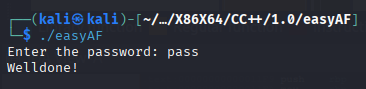 ┌──(kali㉿kali)-[~/…/X86X64/CC++/1.0/easyAF]
└─$ ./easyAF
Enter the password: pass
Welldone!